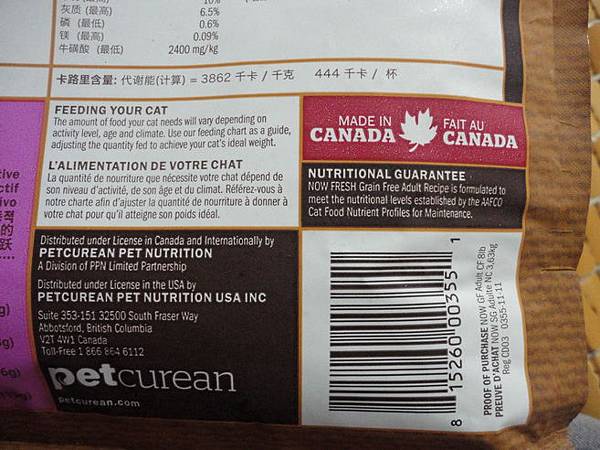 10%
灰质 (最高) 6.5%
磷 (最低) 0.6%
镁 (最高) 0.09%
牛磺酸 (最低) 2400 mg/kg
卡路里含量: 代谢能(计算) = 3862 千卡 / 千克 444 千卡 / 杯
FEEDING YOUR CAT
The amount of food your cat needs will vary depending on
activity level, age and climate. Use our feeding chart as a guide,
adjusting the quantity fed to achieve your cat's ideal weight.
L'ALIMENTATION DE VOTRE CHAT
La quantité de nourriture que nécessite votre chat dépend de
son niveau d'activité, de son âge et du climat. Référez-vous à
notre charte afin d'ajuster la quantité de nourriture à donner à
votre chat pour qu'il atteigne son poids idéal.
MADE IN
CANADA
FAIT AU
CANADA
NUTRITIONAL GUARANTEE
NOW FRESH Grain Free Adult Recipe is formulated to
meet the nutritional levels established by the AAFCO
Cat Food Nutrient Profiles for Maintenance.
Distributed under License in Canada and Internationally by
PETCUREAN PET NUTRITION
A Division of PPN Limited Partnership
Distributed under License in the USA by
PETCUREAN PET NUTRITION USA INC
Suite 353-151 32500 South Fraser Way
Abbotsford, British Columbia
V2T 4W1 Canada
Toll-Free 1 866 864 6112
petcurean
petcurean.com
8 15260 00355 1
PROOF OF PURCHASE NOW GF Adult CF 8lb
PREUVE D'ACHAT NOW SG Adulte NC 3,63kg
Reg CD03 0355-11-11